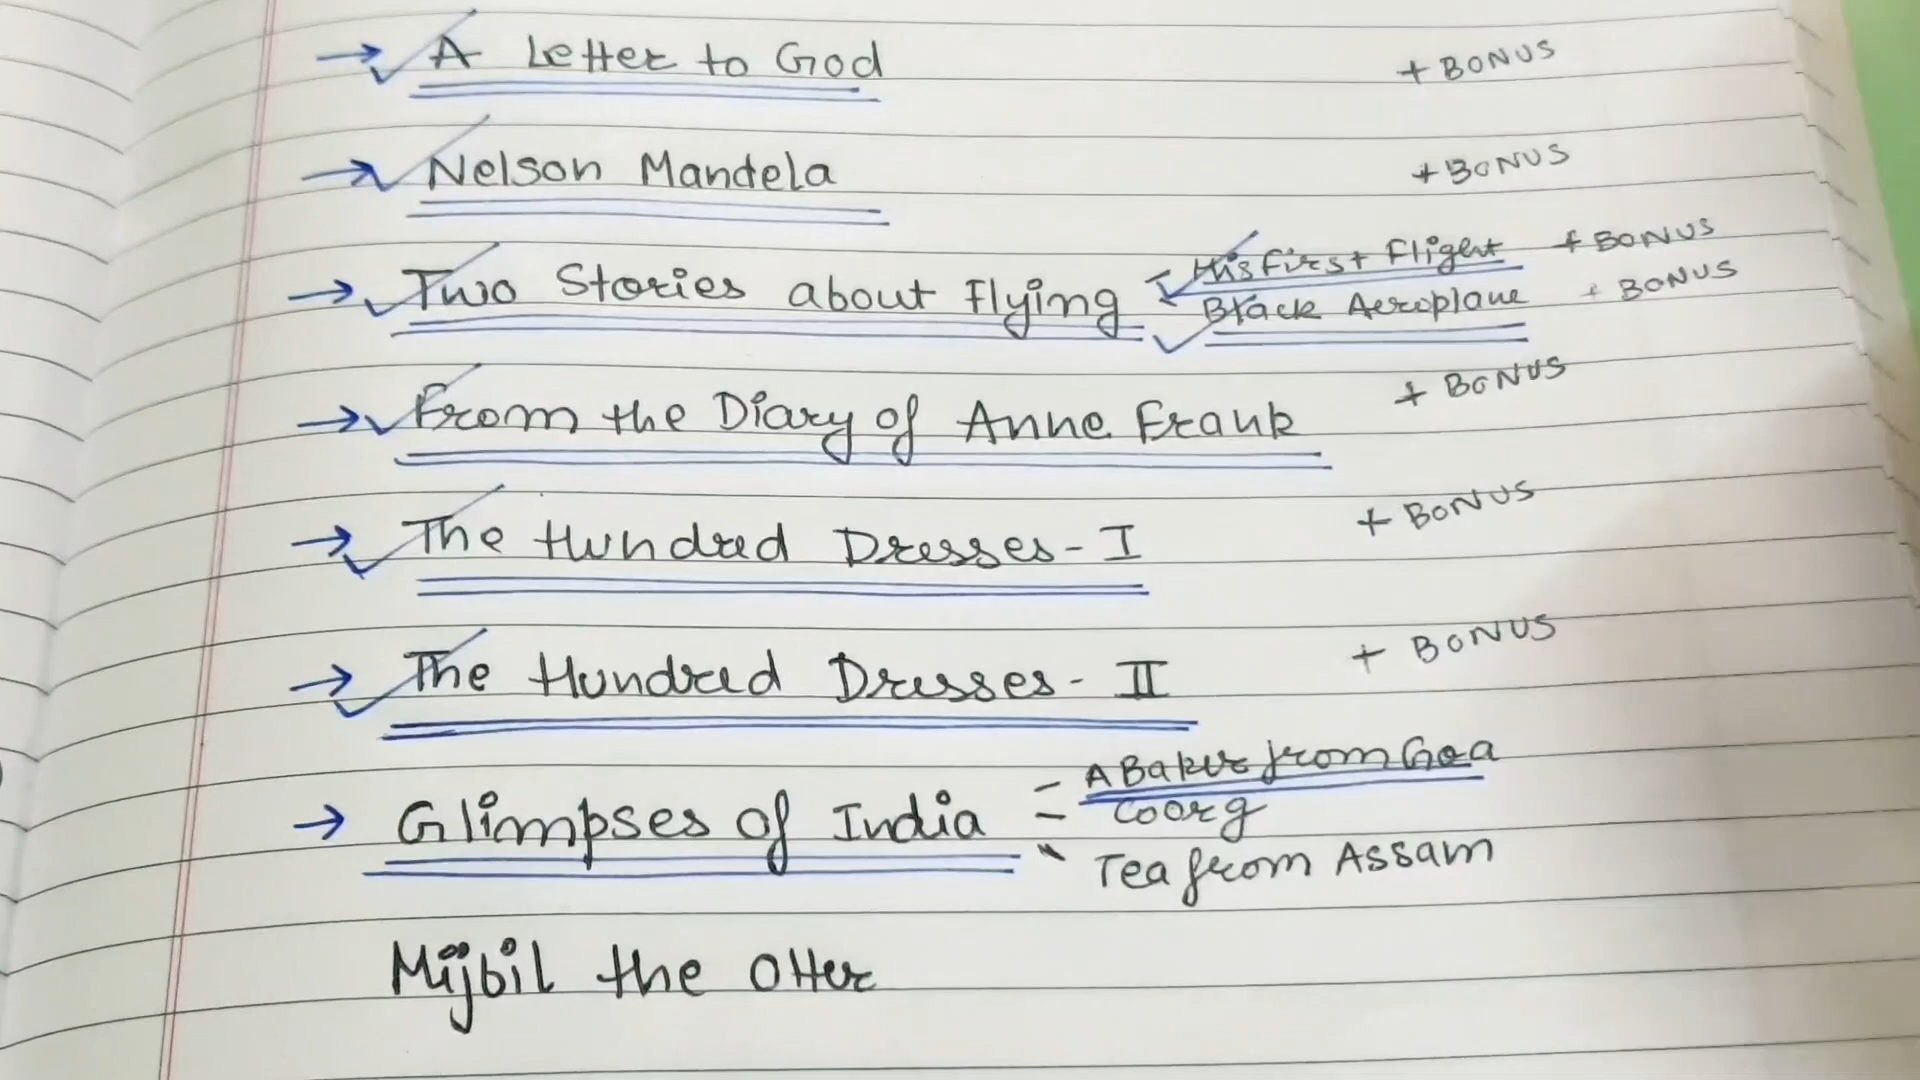 → A Letter to God + BONUS
→ Nelson Mandela + BONUS
→ Two Stories about Flying
His First Flight + BONUS
Black Aeroplane + BONUS
→ From the Diary of Anne Frank + BONUS
→ The Hundred Dresses - I + BONUS
→ The Hundred Dresses - II + BONUS
→ Glimpses of India
- A Baker from Goa
- Coorg
- Tea from Assam
Mijbil the Otter